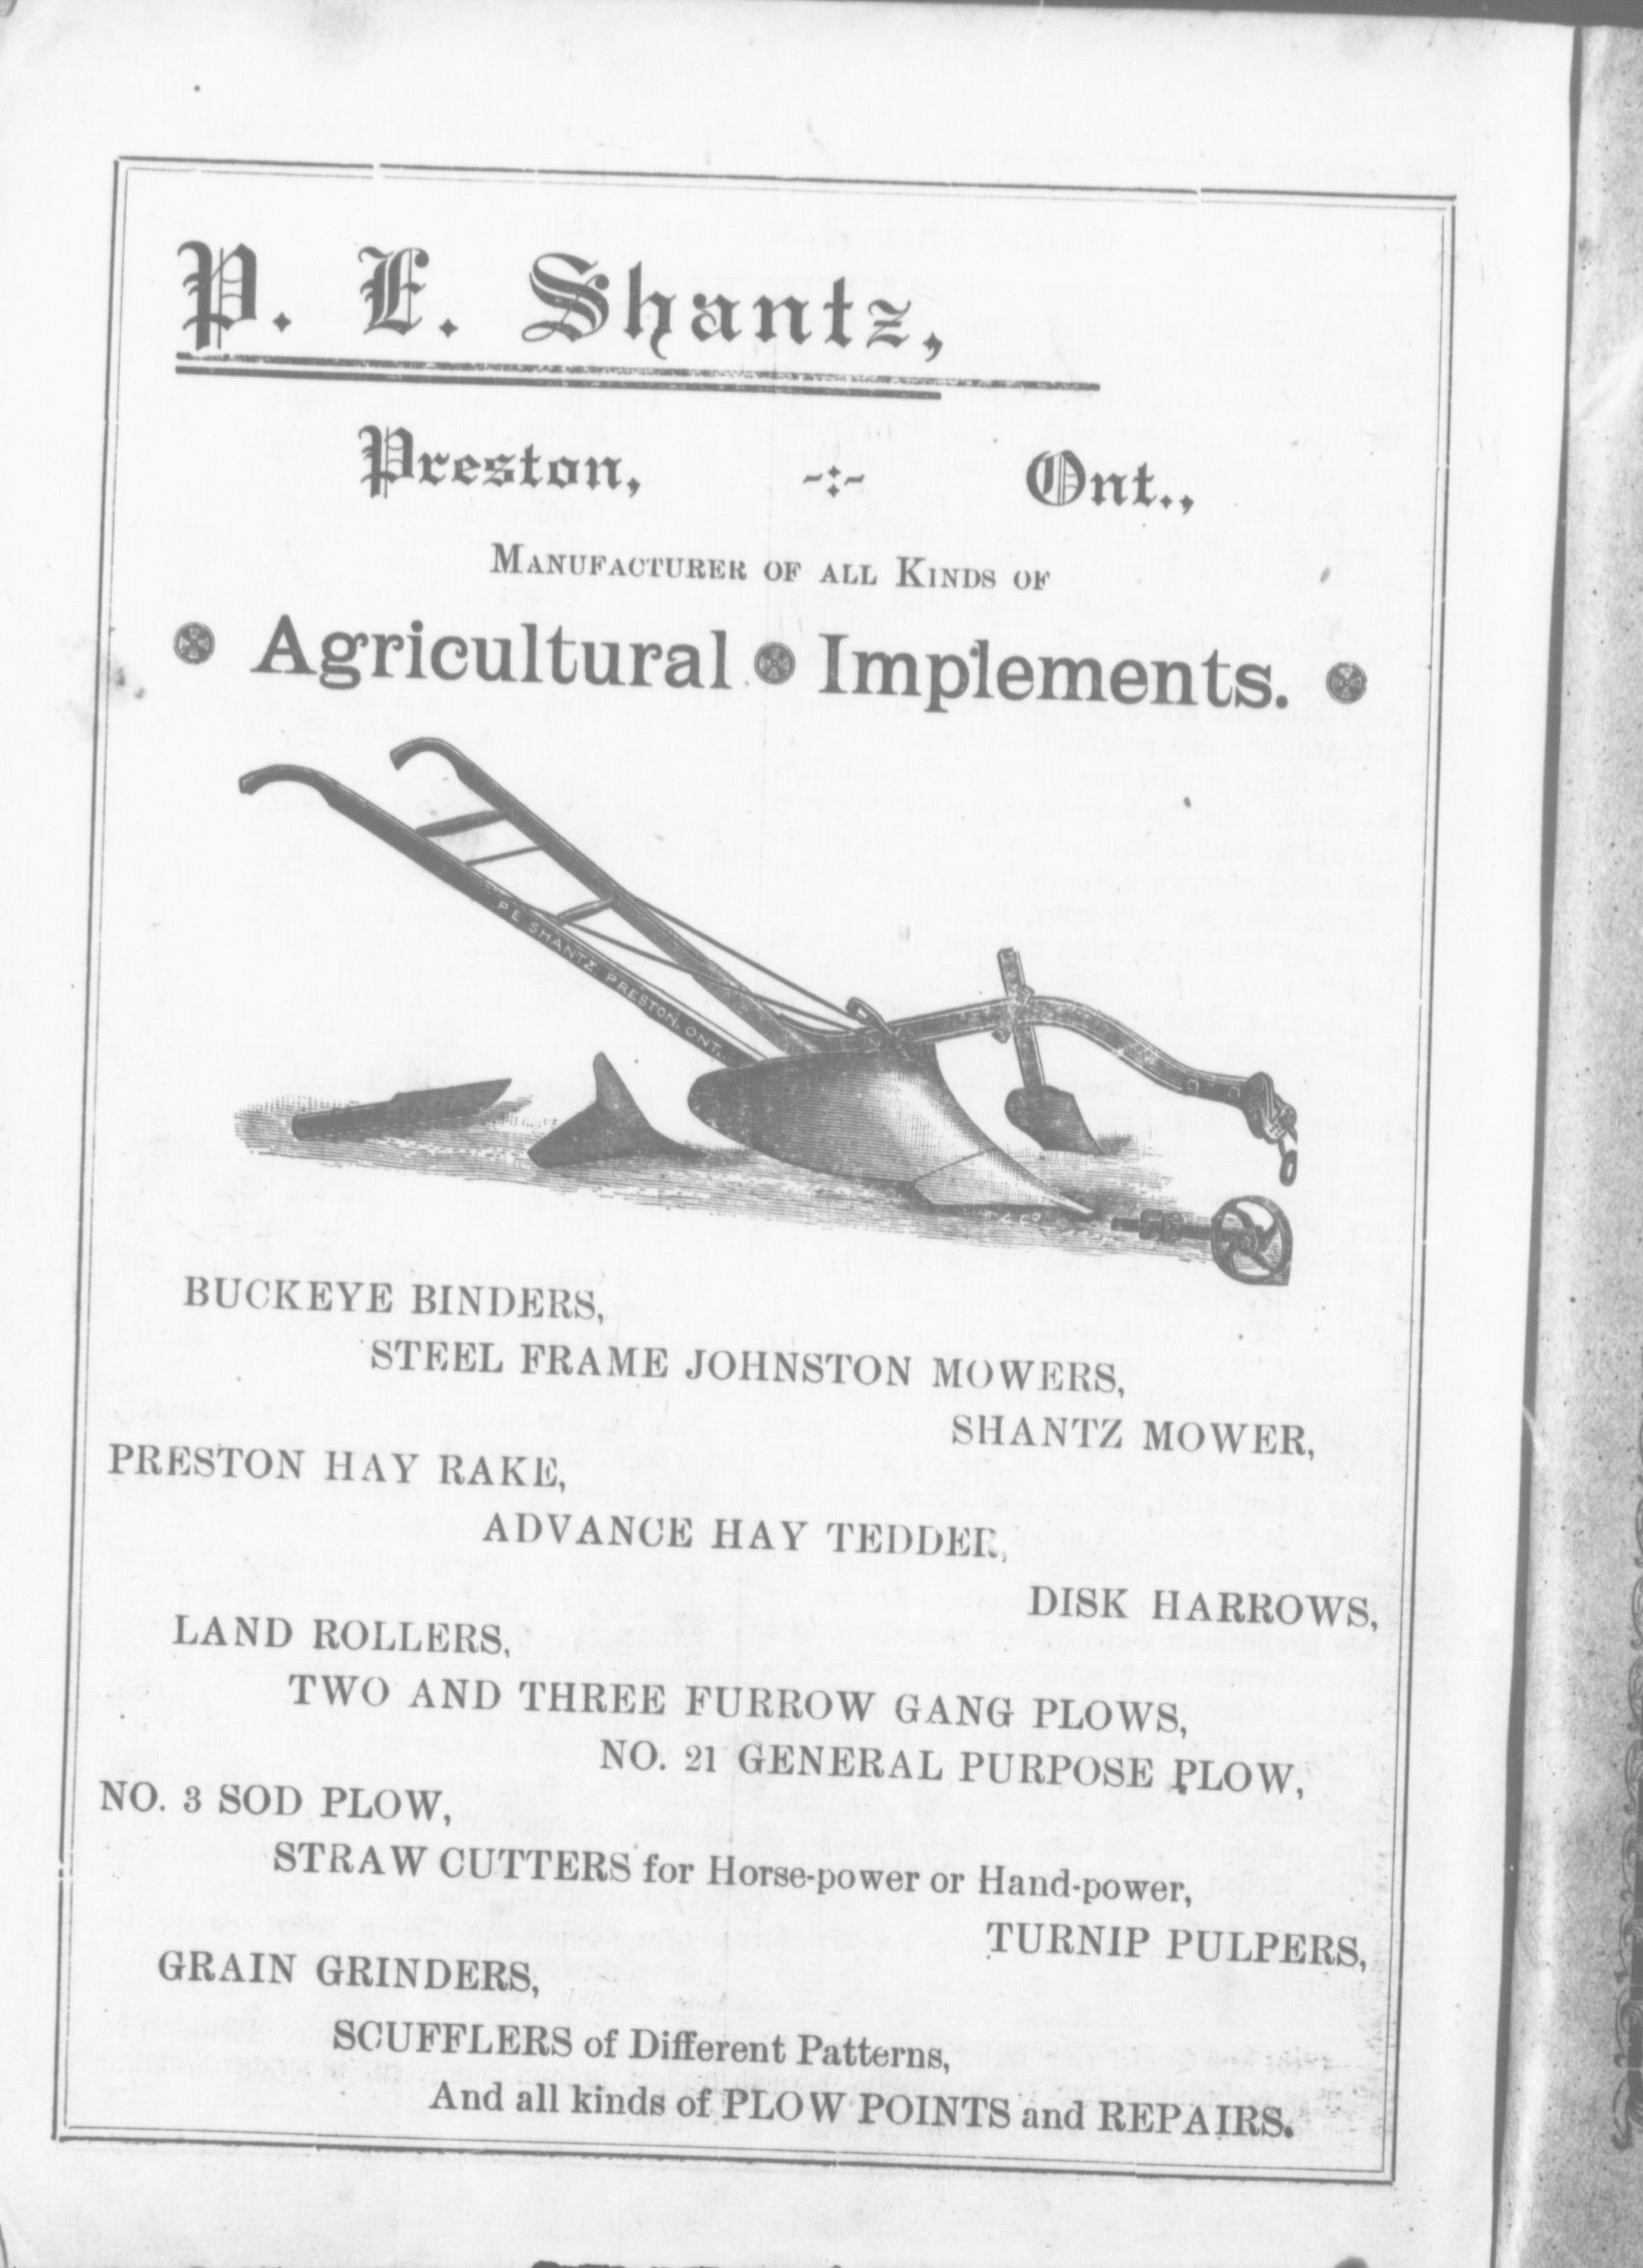 P. E. Shantz,
Preston, -:- Ont.,
MANUFACTURER OF ALL KINDS OF
Agricultural Implements.
P.E. SHANTZ, PRESTON, ONT.
BUCKEYE BINDERS,
STEEL FRAME JOHNSTON MOWERS,
SHANTZ MOWER,
PRESTON HAY RAKE,
ADVANCE HAY TEDDER,
DISK HARROWS,
LAND ROLLERS,
TWO AND THREE FURROW GANG PLOWS,
NO. 21 GENERAL PURPOSE PLOW,
NO. 3 SOD PLOW,
STRAW CUTTERS for Horse-power or Hand-power,
TURNIP PULPERS,
GRAIN GRINDERS,
SCUFFLERS of Different Patterns,
And all kinds of PLOW POINTS and REPAIRS.